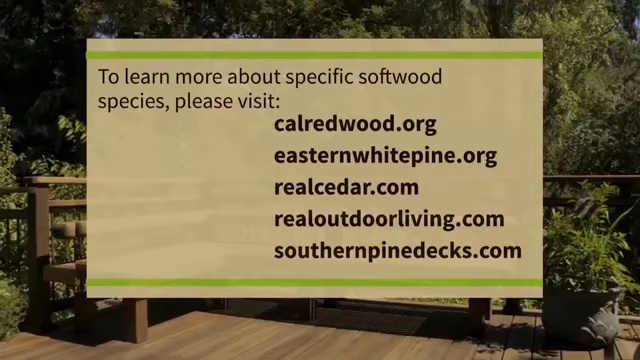 To learn more about specific softwood
species, please visit:
calredwood.org
easternwhitepine.org
realcedar.com
realoutdoorliving.com
southernpinedecks.com